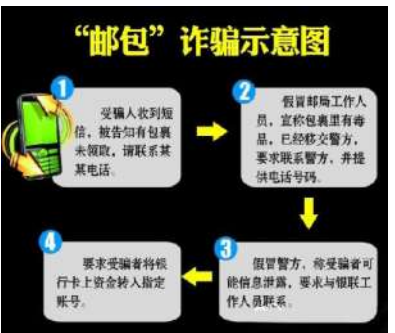 “邮包”诈骗示意图
1
受骗人收到短
信，被告知有包裹
未领取，请联系某
某电话。
2
假冒邮局工作人
员，宣称包裹里有毒
品，已经移交警方，
要求联系警方，并提
供电话号码。
3
假冒警方，称受骗者可
能信息泄露，要求与银联工
作人员联系。
4
要求受骗者将银
行卡上资金转入指定
账号。